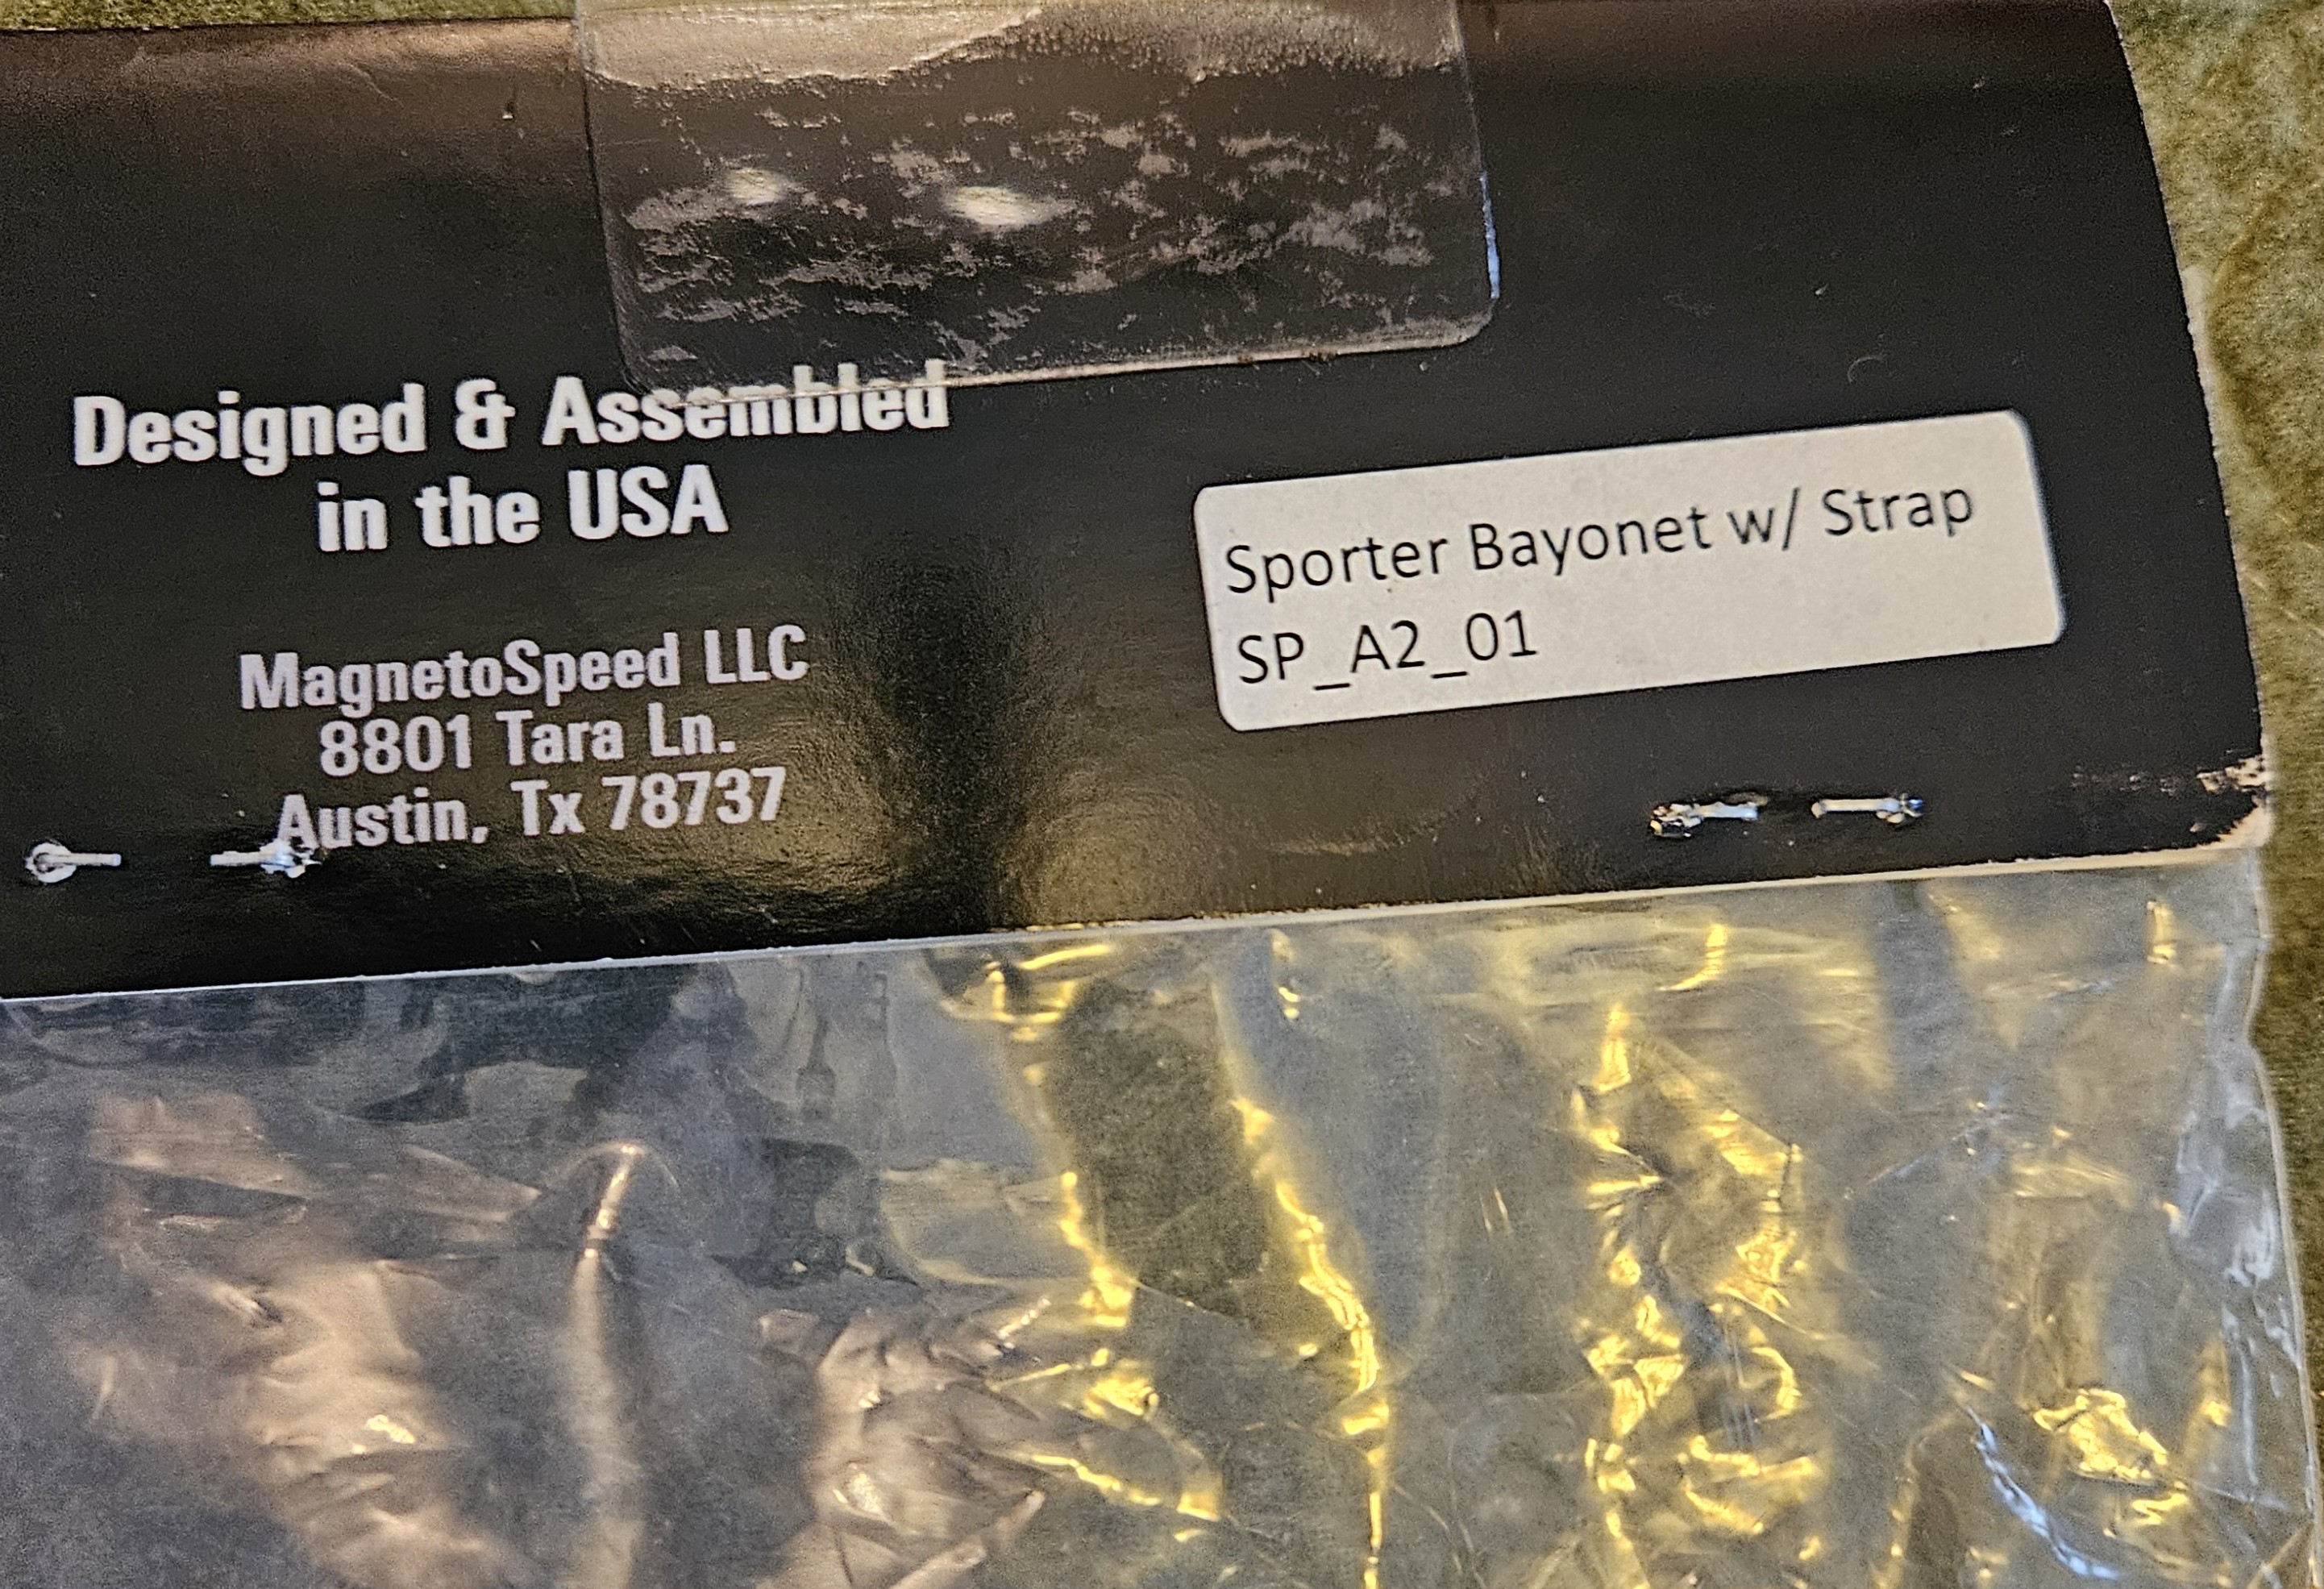 Designed & Assembled
in the USA
MagnetoSpeed LLC
8801 Tara Ln.
Austin, Tx 78737
Sporter Bayonet w/ Strap
SP_A2_01